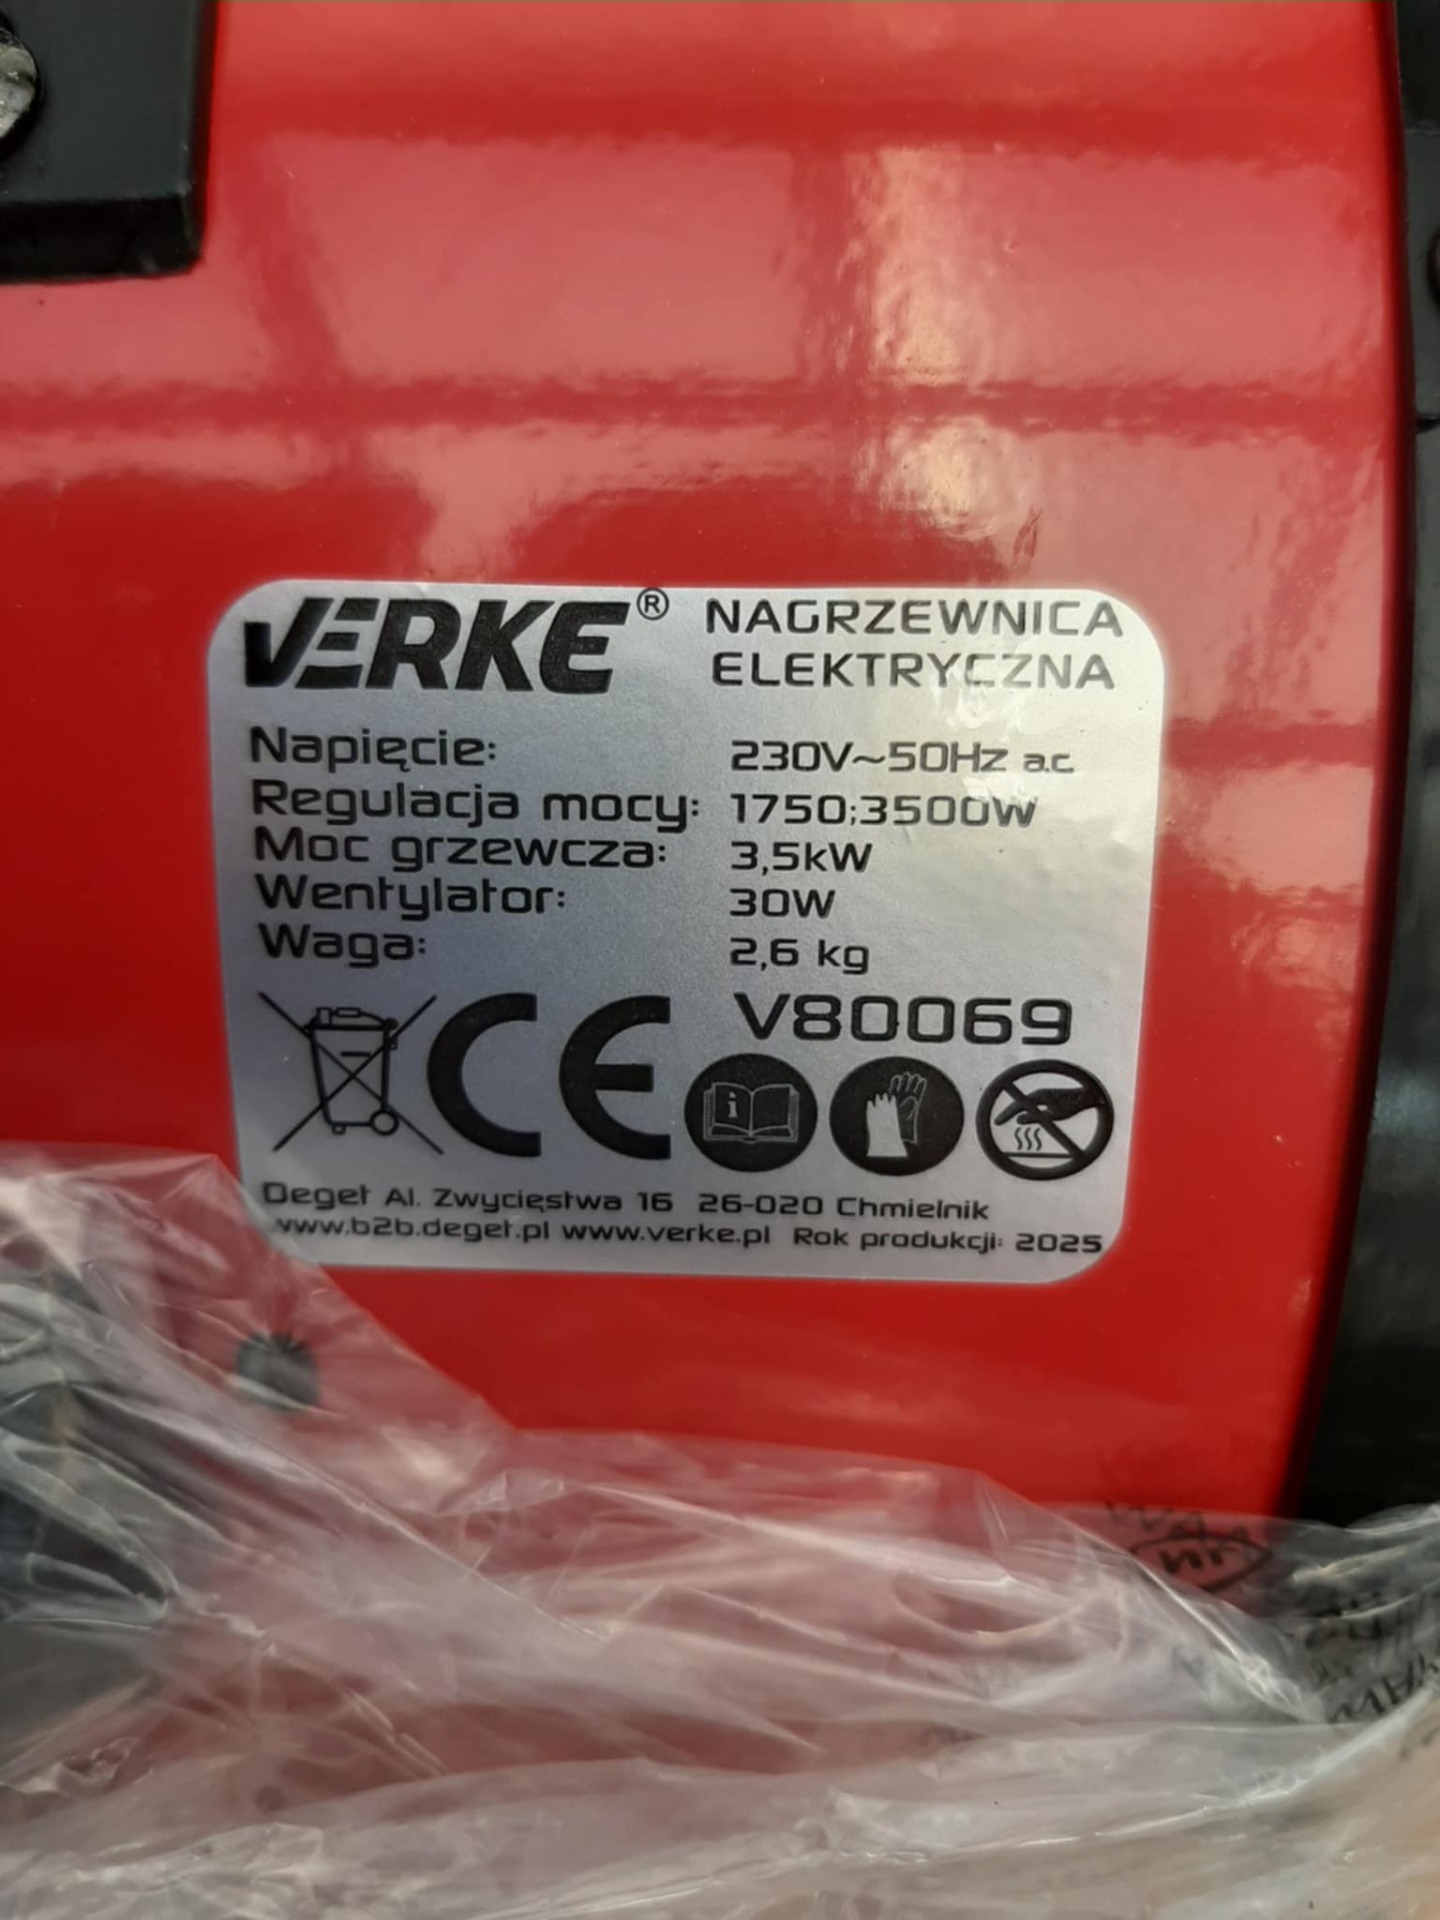 VERKE® NAGRZEWNICA
ELEKTRYCZNA
Napięcie: 230V~50Hz a.c
Regulacja mocy: 1750;3500W
Moc grzewcza: 3,5kW
Wentylator: 30W
Waga: 2,6 kg
CE V80069
i
Deget Al. Zwycięstwa 16 26-020 Chmielnik
www.b2b.deget.pl www.verke.pl Rok produkcji: 2025